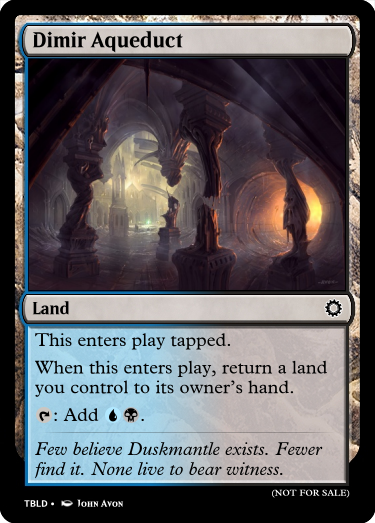 Dimir Aqueduct
Land
This enters play tapped.
When this enters play, return a land
you control to its owner's hand.
: Add .
Few believe Duskmantle exists. Fewer
find it. None live to bear witness.
(NOT FOR SALE)
TBLD • John Avon